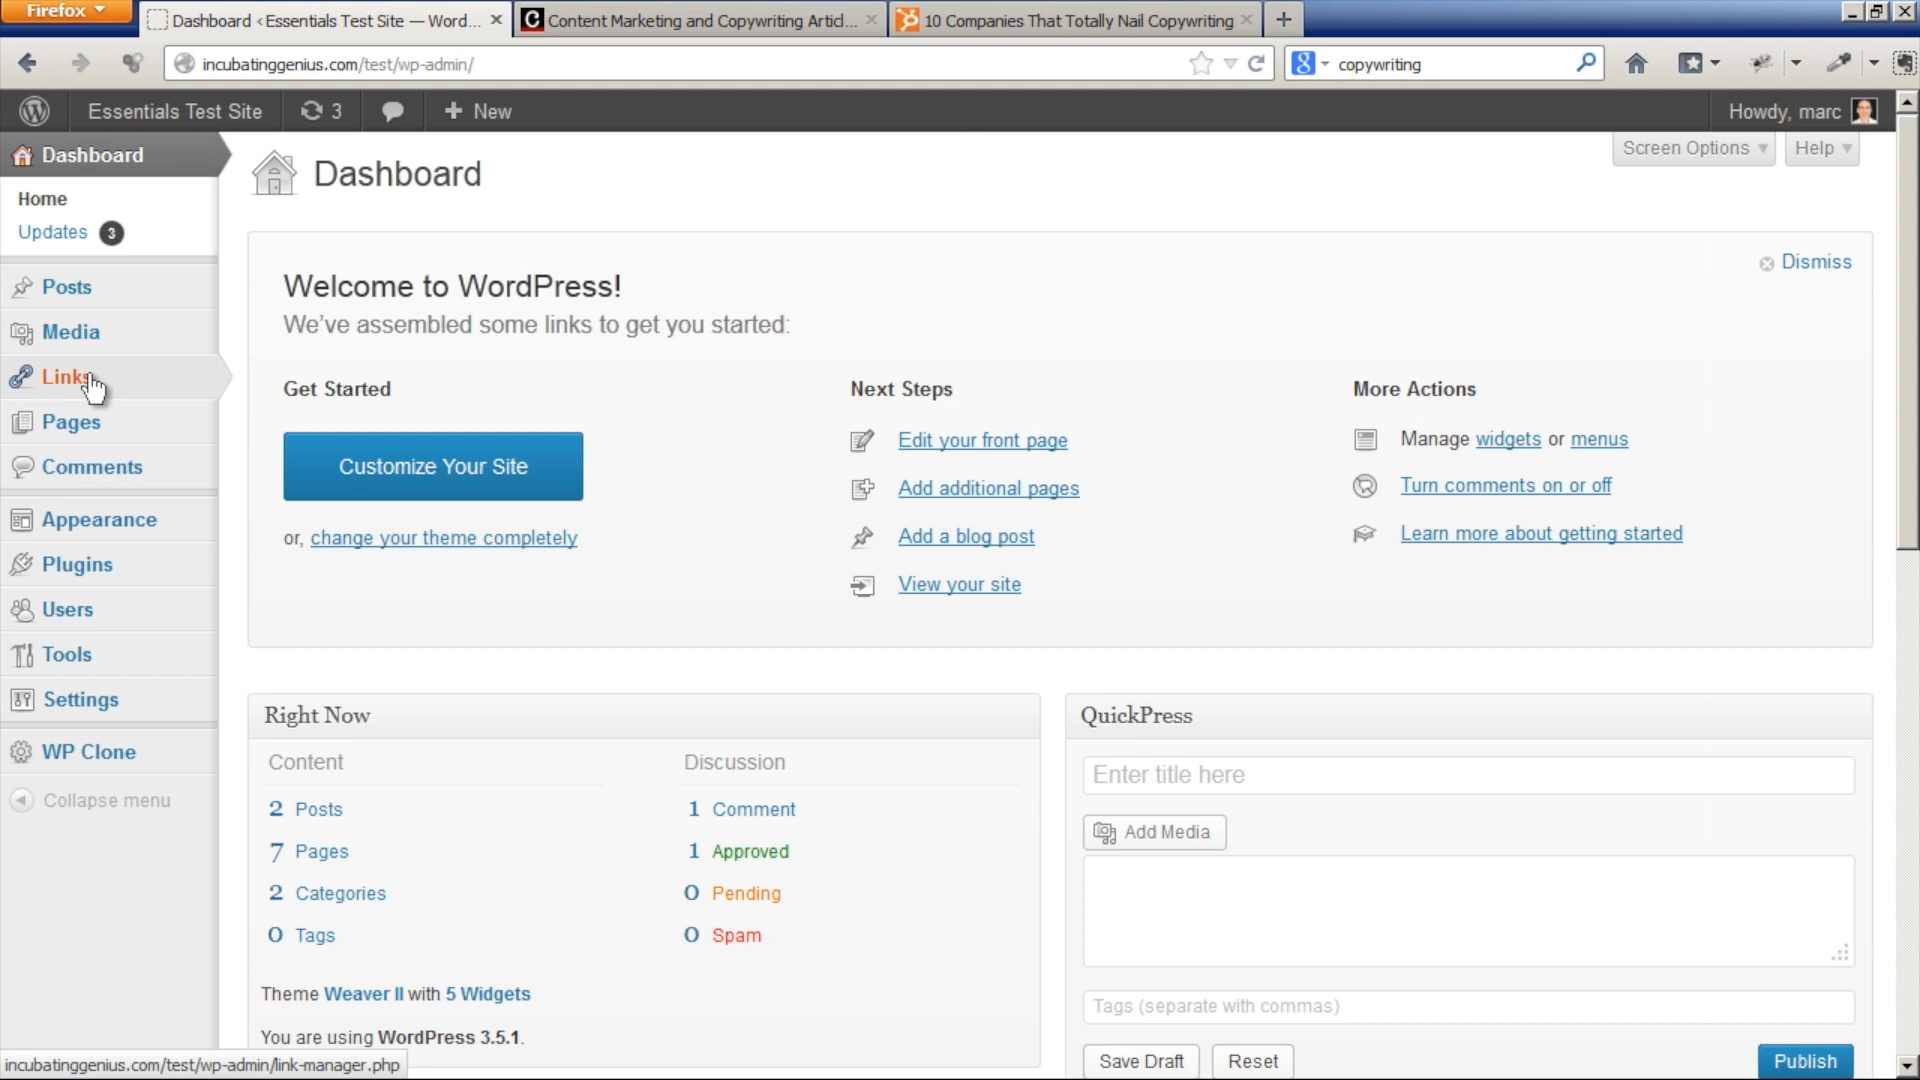 Firefox
Dashboard ‹ Essentials Test Site — Word...
Content Marketing and Copywriting Articl...
10 Companies That Totally Nail Copywriting
incubatinggenius.com/test/wp-admin/
copywriting
Essentials Test Site
3
New
Howdy, marc
Dashboard
Home
Updates 3
Posts
Media
Links
Pages
Comments
Appearance
Plugins
Users
Tools
Settings
WP Clone
Collapse menu
Screen Options
Help
Dashboard
Dismiss
Welcome to WordPress!
We've assembled some links to get you started:
Get Started
Customize Your Site
or, change your theme completely
Next Steps
Edit your front page
Add additional pages
Add a blog post
View your site
More Actions
Manage widgets or menus
Turn comments on or off
Learn more about getting started
Right Now
Content
2 Posts
7 Pages
2 Categories
0 Tags
Discussion
1 Comment
1 Approved
0 Pending
0 Spam
Theme Weaver II with 5 Widgets
You are using WordPress 3.5.1.
QuickPress
Enter title here
Add Media
Tags (separate with commas)
Save Draft
Reset
Publish
incubatinggenius.com/test/wp-admin/link-manager.php